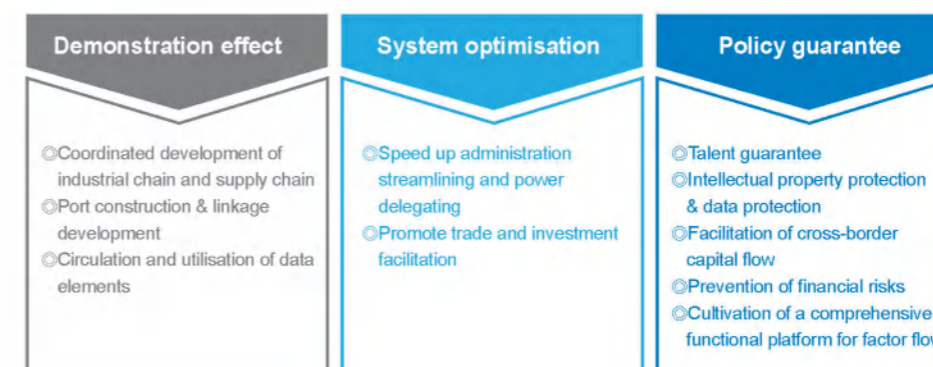 Demonstration effect
◎Coordinated development of
industrial chain and supply chain
◎Port construction & linkage
development
◎Circulation and utilisation of data
elements
System optimisation
◎Speed up administration
streamlining and power
delegating
◎Promote trade and investment
facilitation
Policy guarantee
◎Talent guarantee
◎Intellectual property protection
& data protection
◎Facilitation of cross-border
capital flow
◎Prevention of financial risks
◎Cultivation of a comprehensive
functional platform for factor